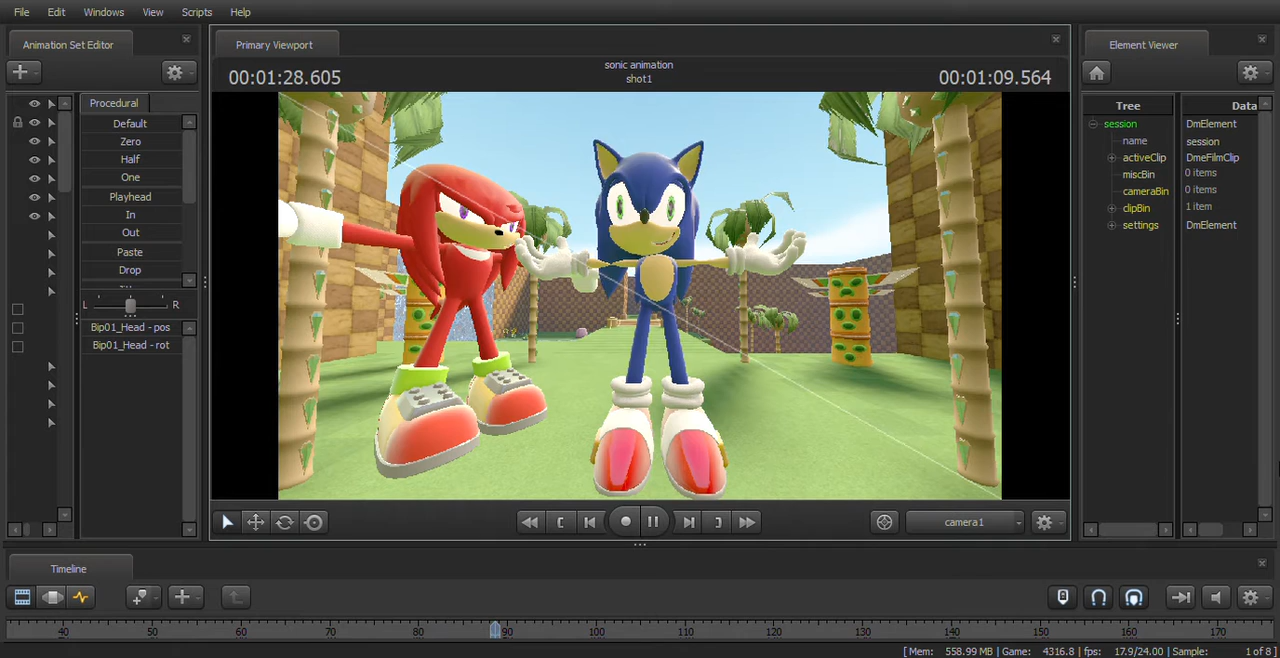 File Edit Windows View Scripts Help
Animation Set Editor
Procedural
Default
Zero
Half
One
Playhead
In
Out
Paste
Drop
L R
Bip01_Head - pos
Bip01_Head - rot
Primary Viewport
00:01:28.605
sonic animation
shot1
00:01:09.564
camera1
Element Viewer
Tree Data
session DmElement
name session
activeClip DmeFilmClip
miscBin 0 items
cameraBin 0 items
clipBin 1 item
settings DmElement
Timeline
40 50 60 70 80 90 100 110 120 130 140 150 160 170
[ Mem: 558.99 MB | Game: 4316.8 | fps: 17.9/24.00 | Sample: 1 of 8 ]